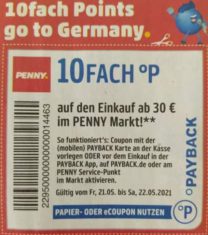 10fach Points
go to Germany.
PENNY.
10FACH °P
auf den Einkauf ab 30 €
im PENNY Markt!**
So funktioniert's: Coupon mit der
(mobilen) PAYBACK Karte an der Kasse
vorlegen ODER vor dem Einkauf in der
PAYBACK App, auf PAYBACK.de oder am
PAYBACK Service-Punkt
im Markt aktivieren.
Gültig vom Fr, 21.05. bis Sa, 22.05.2021
PAPIER- ODER eCOUPON NUTZEN
°P
PAYBACK